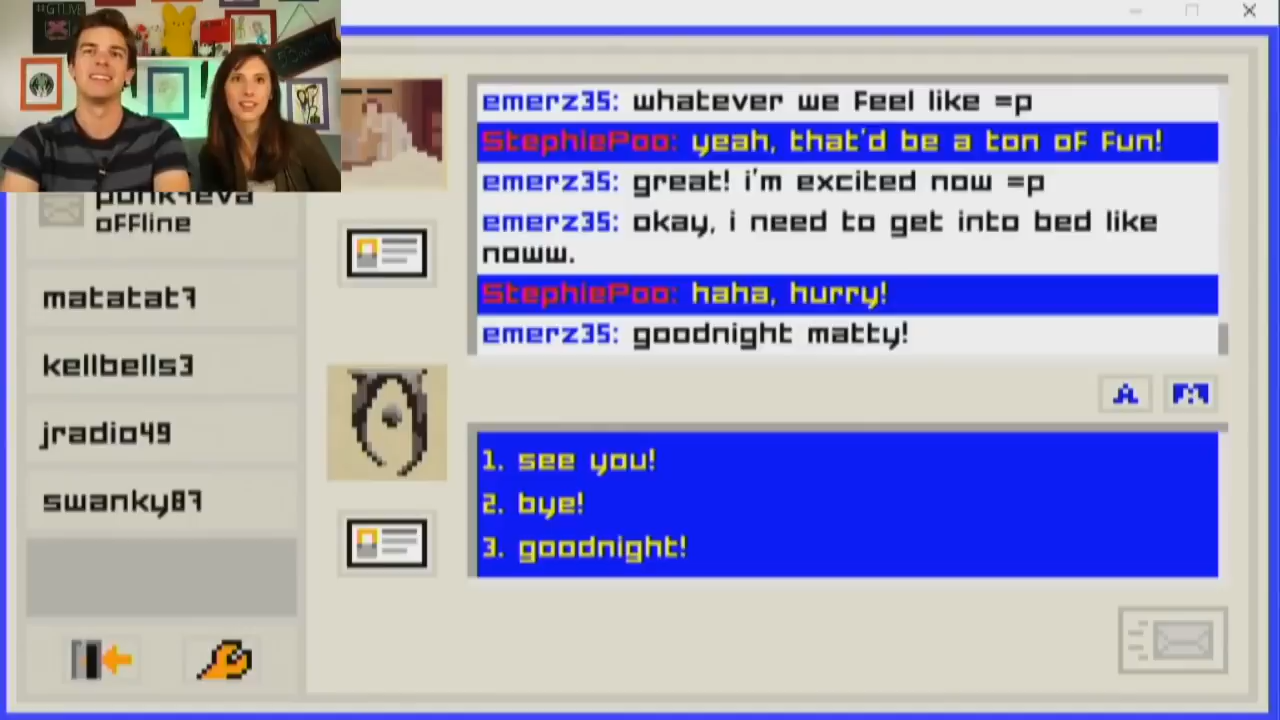 #GTLIVE
emerz35: whatever we feel like =p
StephiePoo: yeah, that'd be a ton of fun!
emerz35: great! i'm excited now =p
emerz35: okay, i need to get into bed like
noww.
StephiePoo: haha, hurry!
emerz35: goodnight matty!
punk4eva
offline
matatat7
kellbells3
jradio49
swanky87
A
1. see you!
2. bye!
3. goodnight!